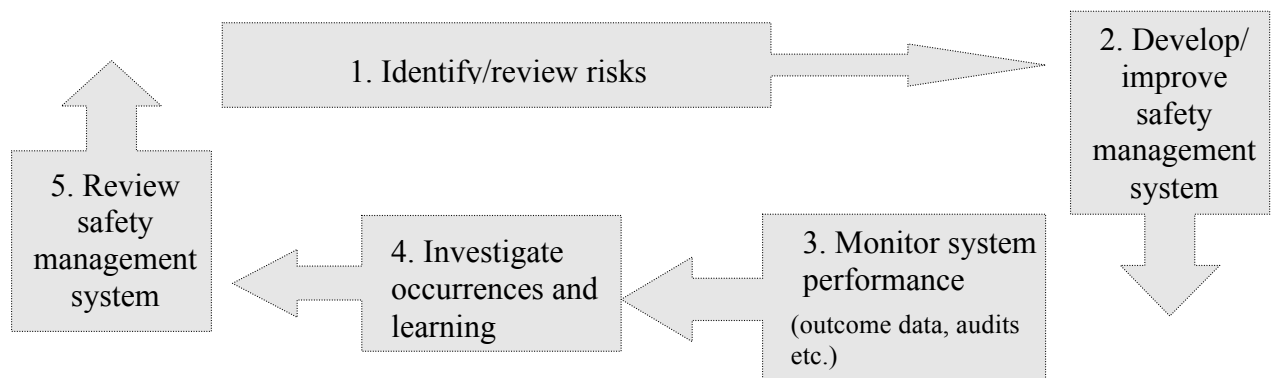 1. Identify/review risks
2. Develop/
improve
safety
management
system
3. Monitor system
performance
(outcome data, audits
etc.)
4. Investigate
occurrences and
learning
5. Review
safety
management
system